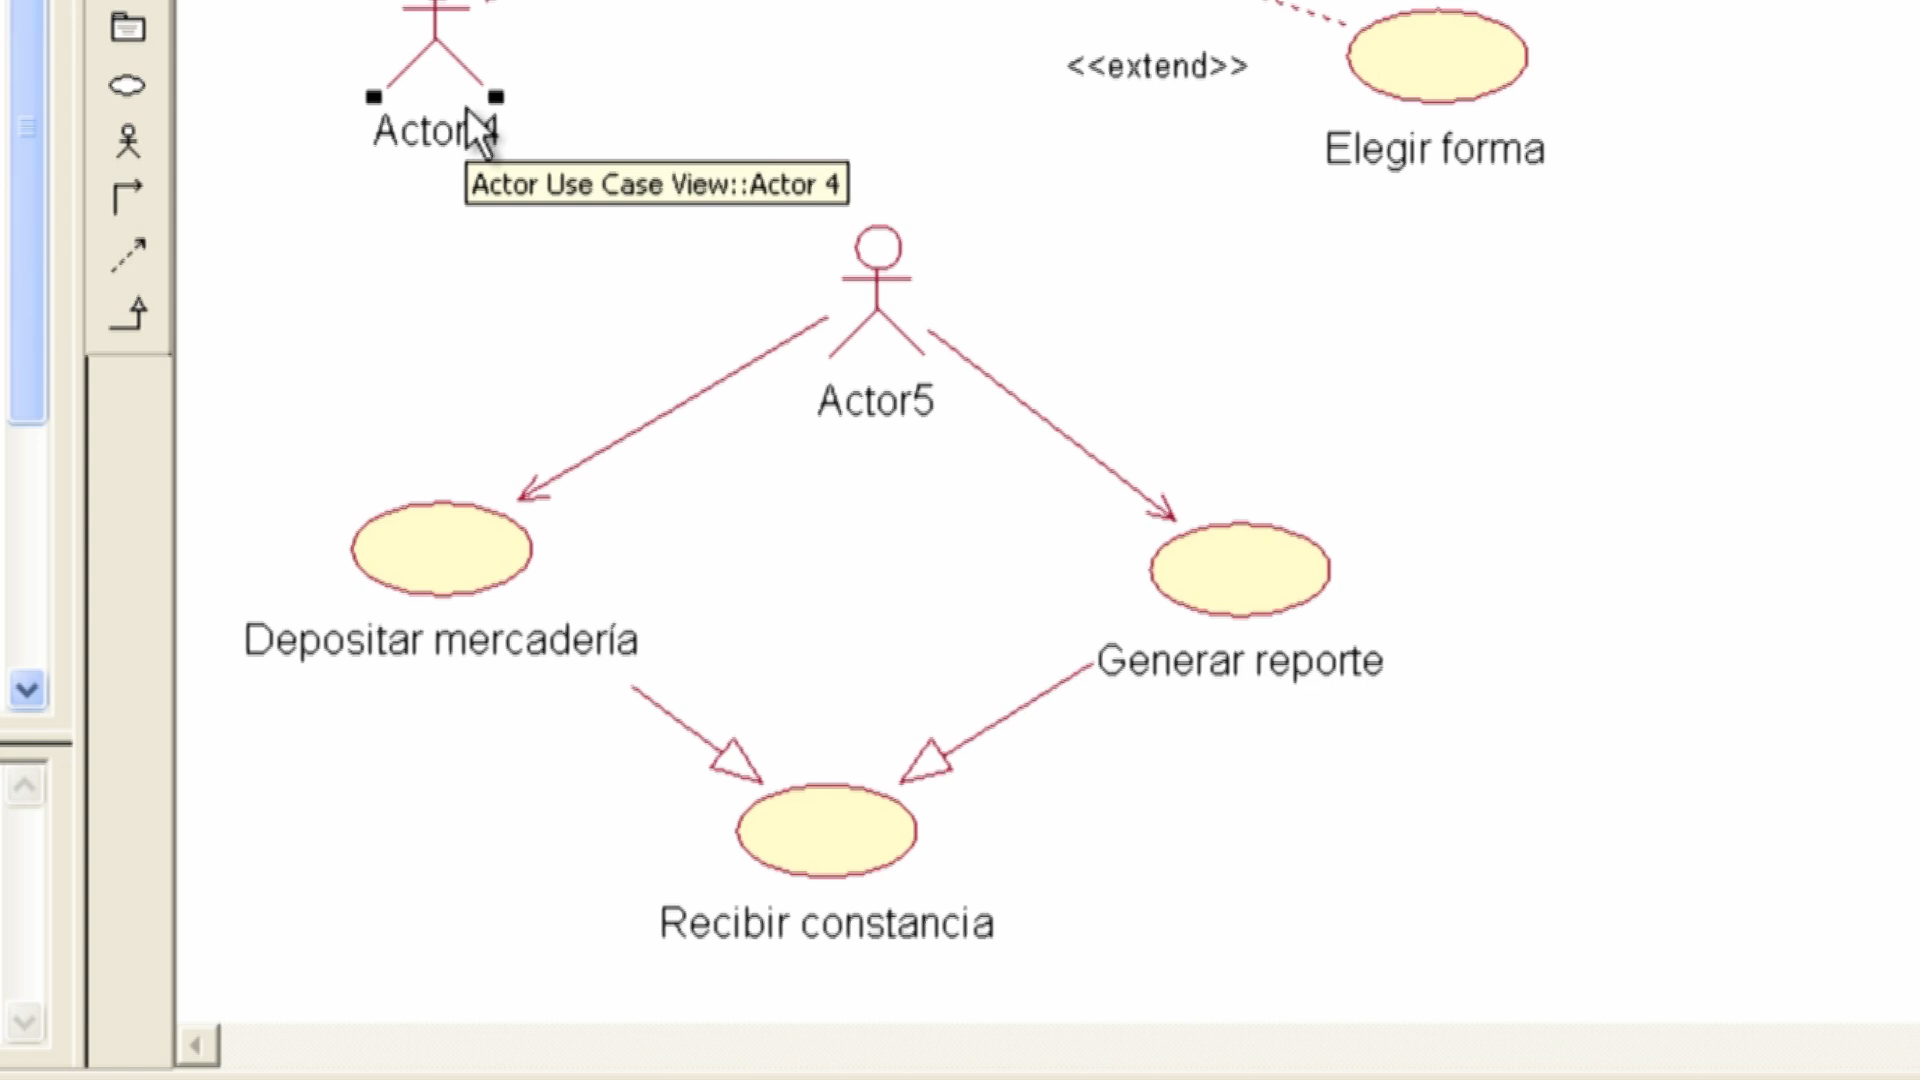 <<extend>>
Actor 4
Elegir forma
Actor Use Case View::Actor 4
Actor5
Depositar mercadería
Generar reporte
Recibir constancia